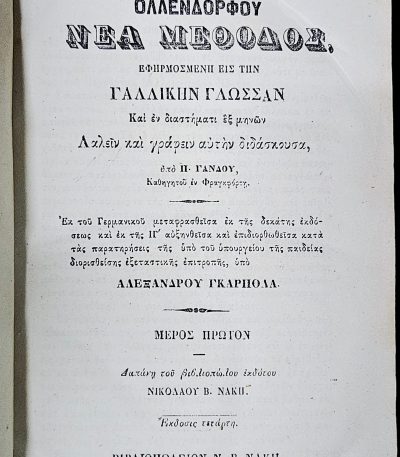 ΟΛΛΕΝΔΟΡΦΟΥ
ΝΕΑ ΜΕΘΟΔΟΣ,
ΕΦΗΡΜΟΣΜΕΝΗ ΕΙΣ ΤΗΝ
ΓΑΛΛΙΚΗΝ ΓΛΩΣΣΑΝ
Καὶ ἐν διαστήματι ἓξ μηνῶν
Λαλεῖν καὶ γράφειν αὐτὴν διδάσκουσα,
ὑπὸ Π. ΓΑΝΔΟΥ,
Καθηγητοῦ ἐν Φραγκφόρτῃ.
Ἐκ τοῦ Γερμανικοῦ μεταφρασθεῖσα ἐκ τῆς δεκάτης ἐκδό-
σεως καὶ ἐκ τῆς ΙΓ΄ αὐξηνθεῖσα καὶ ἐπιδιορθωθεῖσα κατὰ
τὰς παρατηρήσεις τῆς ὑπὸ τοῦ ὑπουργείου τῆς παιδείας
διορισθείσης ἐξεταστικῆς ἐπιτροπῆς, ὑπὸ
ΑΛΕΞΑΝΔΡΟΥ ΓΚΑΡΠΟΛΑ.
ΜΕΡΟΣ ΠΡΩΤΟΝ
Δαπάνῃ τοῦ βιβλιοπώλου ἐκδότου
ΝΙΚΟΛΑΟΥ Β. ΝΑΚΗ.
Ἔκδοσις τετάρτη.
ΒΙΒΛΙΟΠΩΛΕΙΟΝ Ν. Β. ΝΑΚΗ